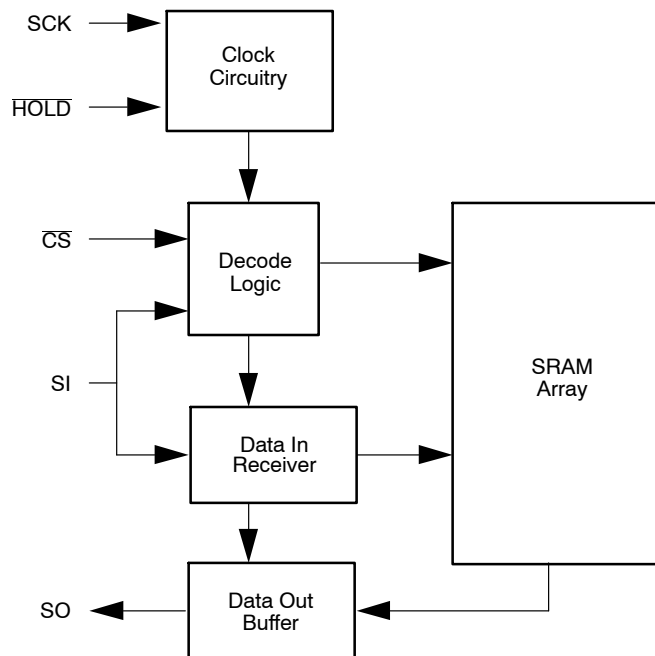 SCK
Clock
Circuitry
HOLD
CS
Decode
Logic
SI
SRAM
Array
Data In
Receiver
SO
Data Out
Buffer